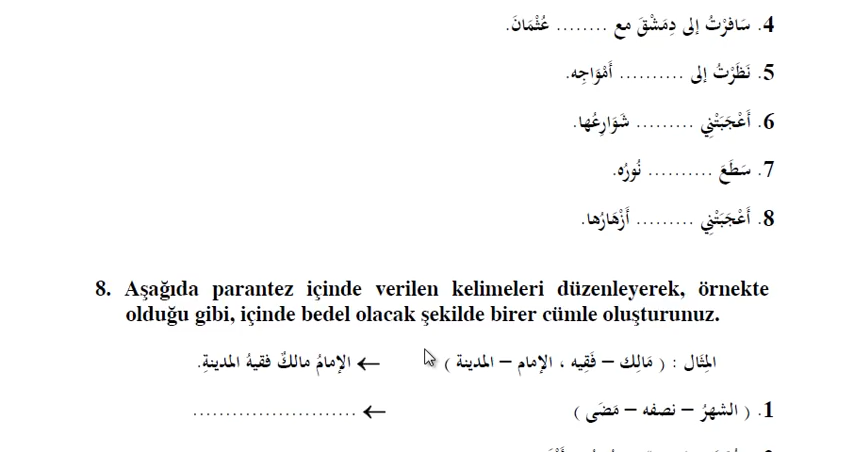 4. سَافرْتُ إلى دِمَشْقَ مع ........ عُثْمَانَ.
5. نَظَرْتُ إلى .......... أَمْوَاجِه.
6. أَعْجَبَتْنِي ......... شَوَارِعُها.
7. سَطَعَ .......... نُورُه.
8. أَعْجَبَتْنِي ......... أَزْهَارُها.
8. Aşağıda parantez içinde verilen kelimeleri düzenleyerek, örnekte
olduğu gibi, içinde bedel olacak şekilde birer cümle oluşturunuz.
المِثَال : ( مَالِك – فَقِيه ، الإمام – المدينة ) ← الإمامُ مالكٌ فقيهُ المدينةِ.
1. ( الشهرُ – نصفه – مَضَى ) ← .........................